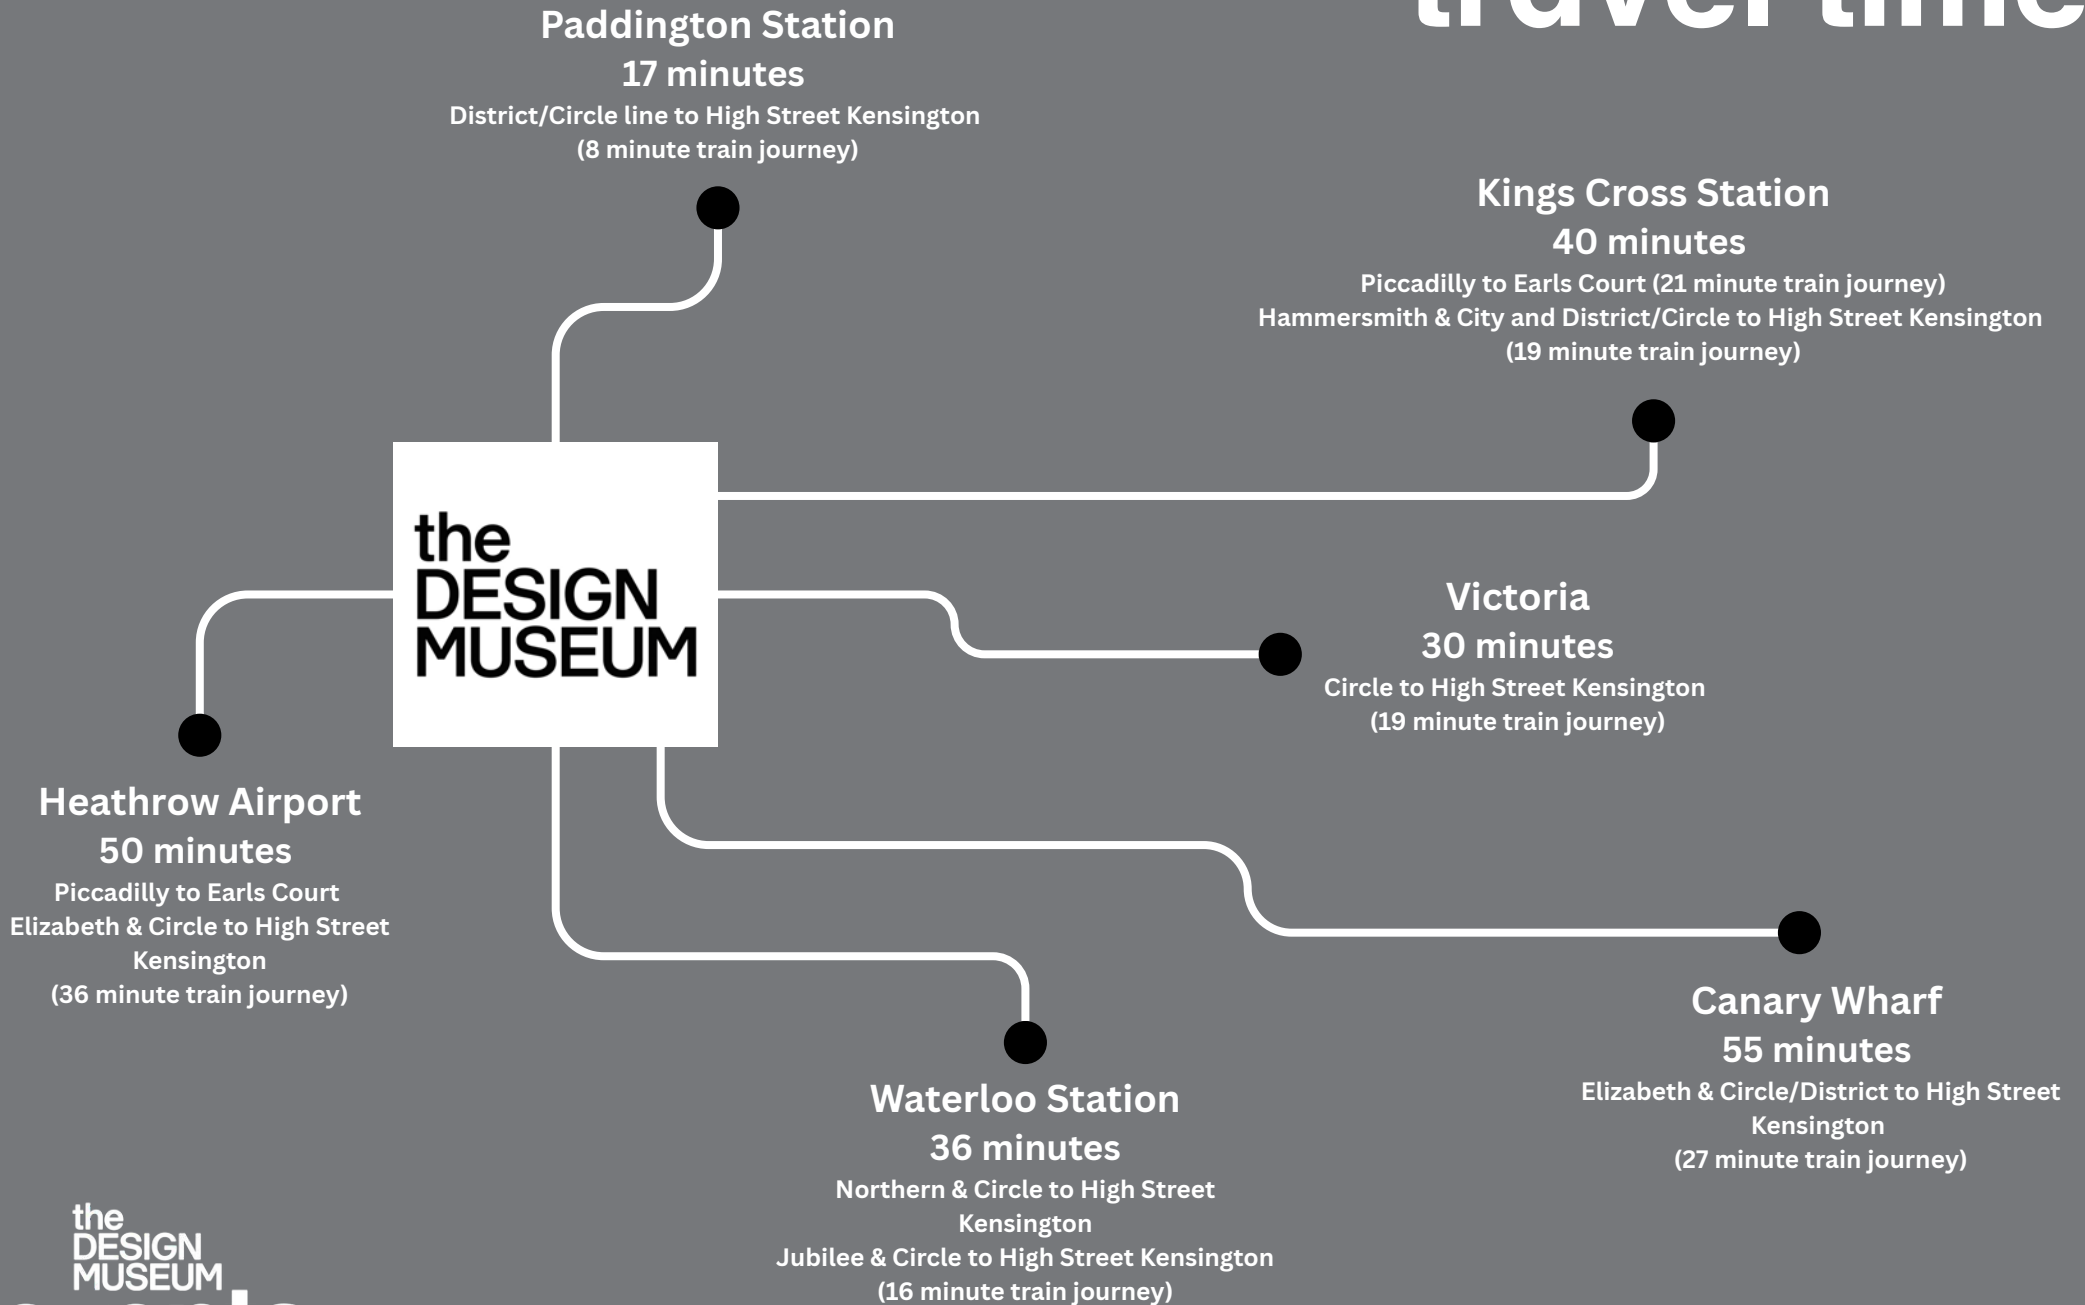 travel time
Paddington Station
17 minutes
District/Circle line to High Street Kensington
(8 minute train journey)
Kings Cross Station
40 minutes
Piccadilly to Earls Court (21 minute train journey)
Hammersmith & City and District/Circle to High Street Kensington
(19 minute train journey)
the
DESIGN
MUSEUM
Victoria
30 minutes
Circle to High Street Kensington
(19 minute train journey)
Heathrow Airport
50 minutes
Piccadilly to Earls Court
Elizabeth & Circle to High Street
Kensington
(36 minute train journey)
Canary Wharf
55 minutes
Elizabeth & Circle/District to High Street
Kensington
(27 minute train journey)
Waterloo Station
36 minutes
Northern & Circle to High Street
Kensington
Jubilee & Circle to High Street Kensington
(16 minute train journey)
the
DESIGN
MUSEUM